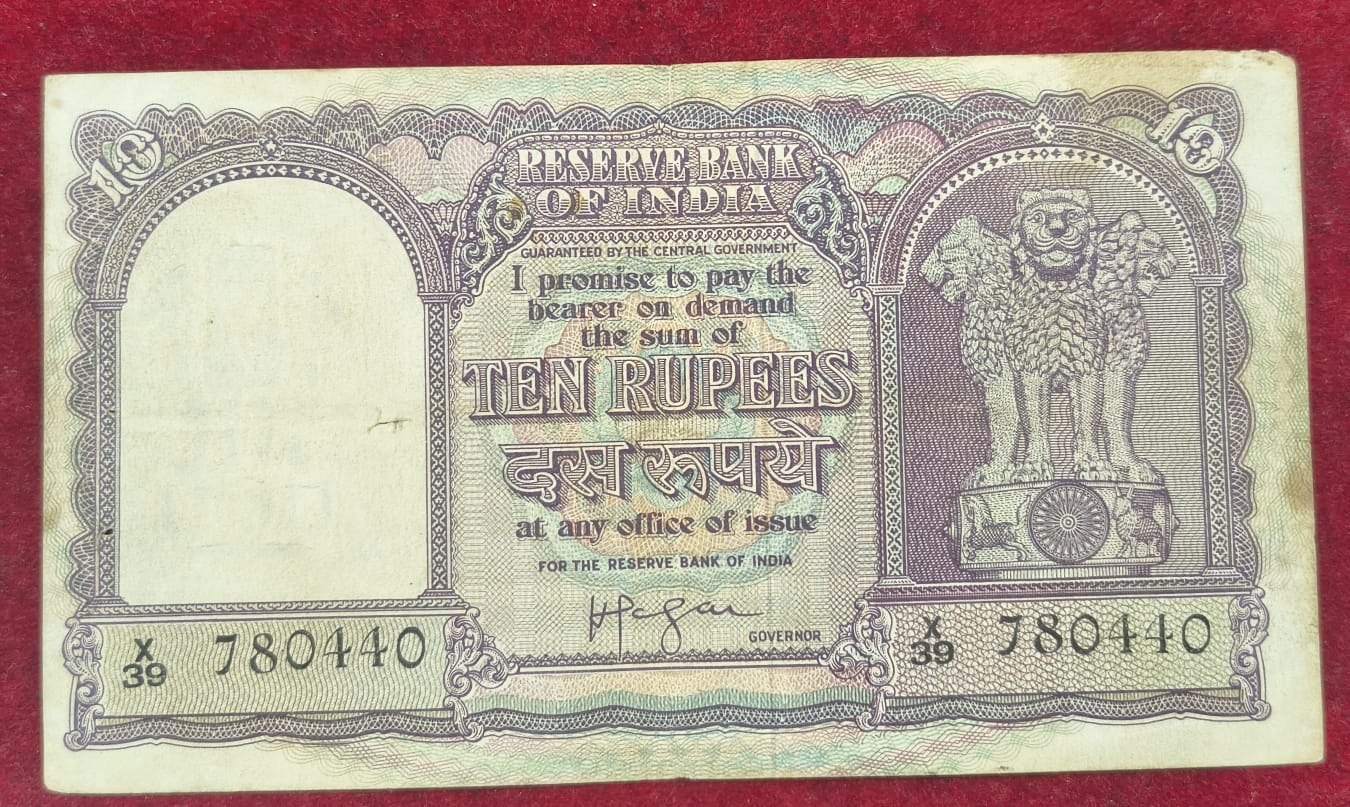 10
10
RESERVE BANK
OF INDIA
GUARANTEED BY THE CENTRAL GOVERNMENT
I promise to pay the
bearer on demand
the sum of
TEN RUPEES
दस रुपये
at any office of issue
FOR THE RESERVE BANK OF INDIA
GOVERNOR
X
39 780440
X
39 780440